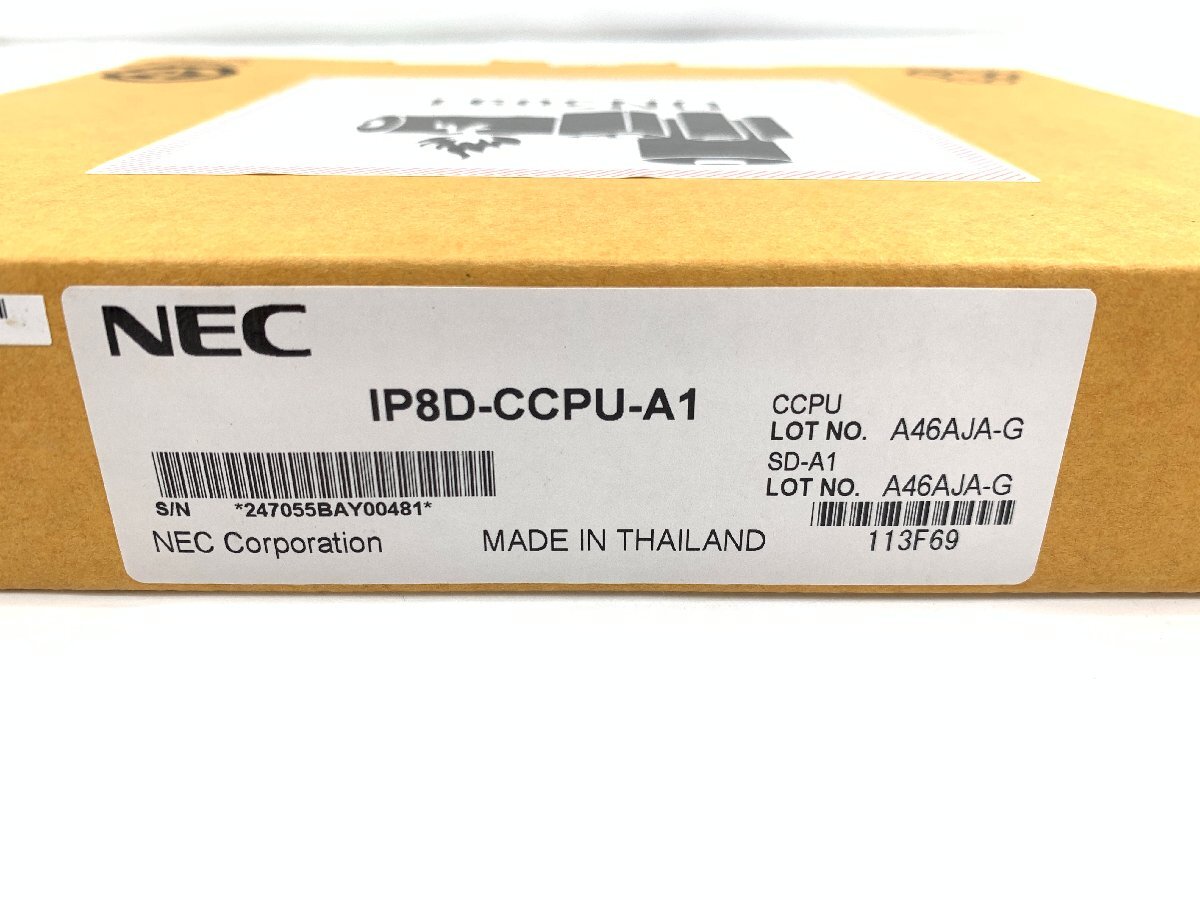 NEC
IP8D-CCPU-A1
CCPU
LOT NO. A46AJA-G
SD-A1
LOT NO. A46AJA-G
S/N *247055BAY00481*
NEC Corporation MADE IN THAILAND 113F69